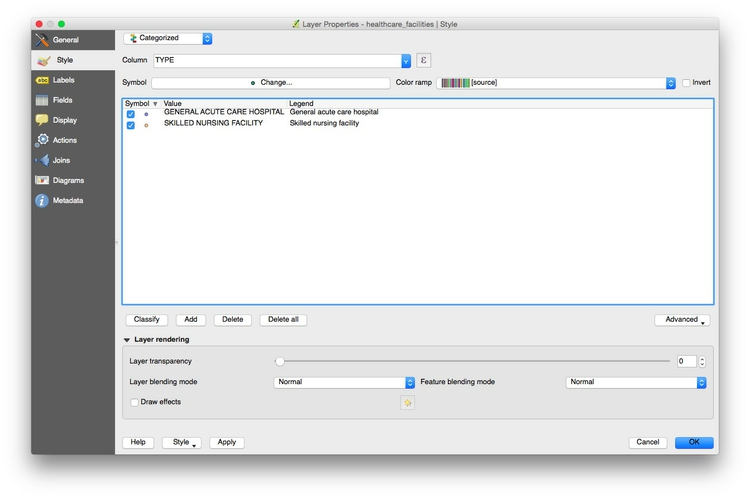 Layer Properties - healthcare_facilities | Style
General
Style
Labels
Fields
Display
Actions
Joins
Diagrams
Metadata
Categorized
Column TYPE ε
Symbol Change... Color ramp [source] Invert
Symbol Value Legend
GENERAL ACUTE CARE HOSPITAL General acute care hospital
SKILLED NURSING FACILITY Skilled nursing facility
Classify Add Delete Delete all Advanced
Layer rendering
Layer transparency 0
Layer blending mode Normal Feature blending mode Normal
Draw effects
Help Style Apply Cancel OK